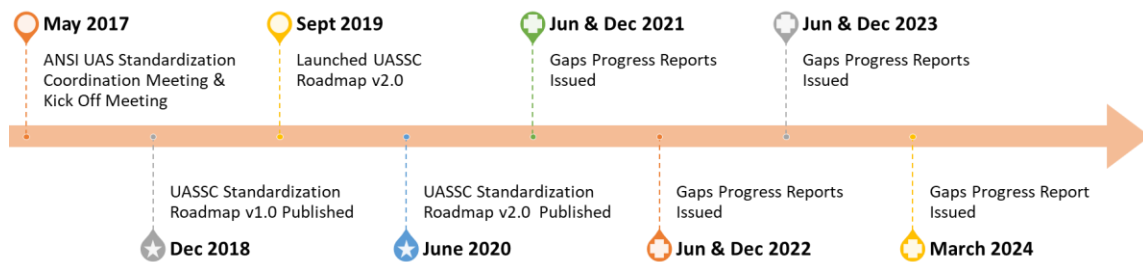 May 2017
ANSI UAS Standardization
Coordination Meeting &
Kick Off Meeting
Sept 2019
Launched UASSC
Roadmap v2.0
Jun & Dec 2021
Gaps Progress Reports
Issued
Jun & Dec 2023
Gaps Progress Reports
Issued
UASSC Standardization
Roadmap v1.0 Published
Dec 2018
UASSC Standardization
Roadmap v2.0 Published
June 2020
Gaps Progress Reports
Issued
Jun & Dec 2022
Gaps Progress Report
Issued
March 2024